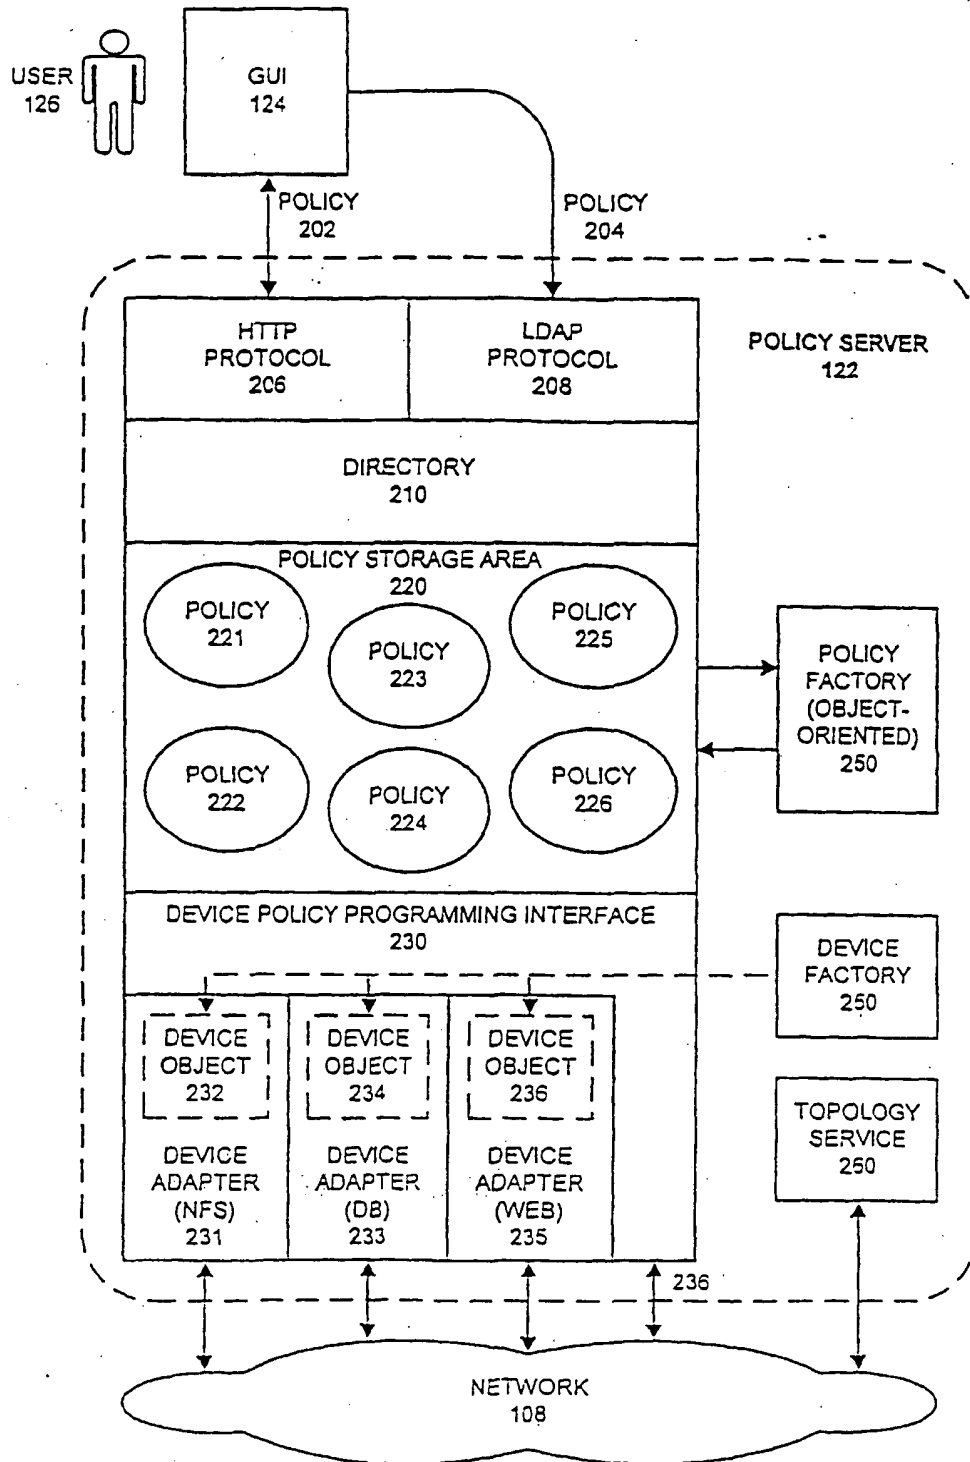 USER
126
GUI
124
POLICY
202
POLICY
204
HTTP
PROTOCOL
206
LDAP
PROTOCOL
208
POLICY SERVER
122
DIRECTORY
210
POLICY STORAGE AREA
220
POLICY
221
POLICY
223
POLICY
225
POLICY
222
POLICY
224
POLICY
226
POLICY
FACTORY
(OBJECT-
ORIENTED)
250
DEVICE POLICY PROGRAMMING INTERFACE
230
DEVICE
FACTORY
250
DEVICE
OBJECT
232
DEVICE
OBJECT
234
DEVICE
OBJECT
236
DEVICE
ADAPTER
(NFS)
231
DEVICE
ADAPTER
(DB)
233
DEVICE
ADAPTER
(WEB)
235
TOPOLOGY
SERVICE
260
236
NETWORK
108